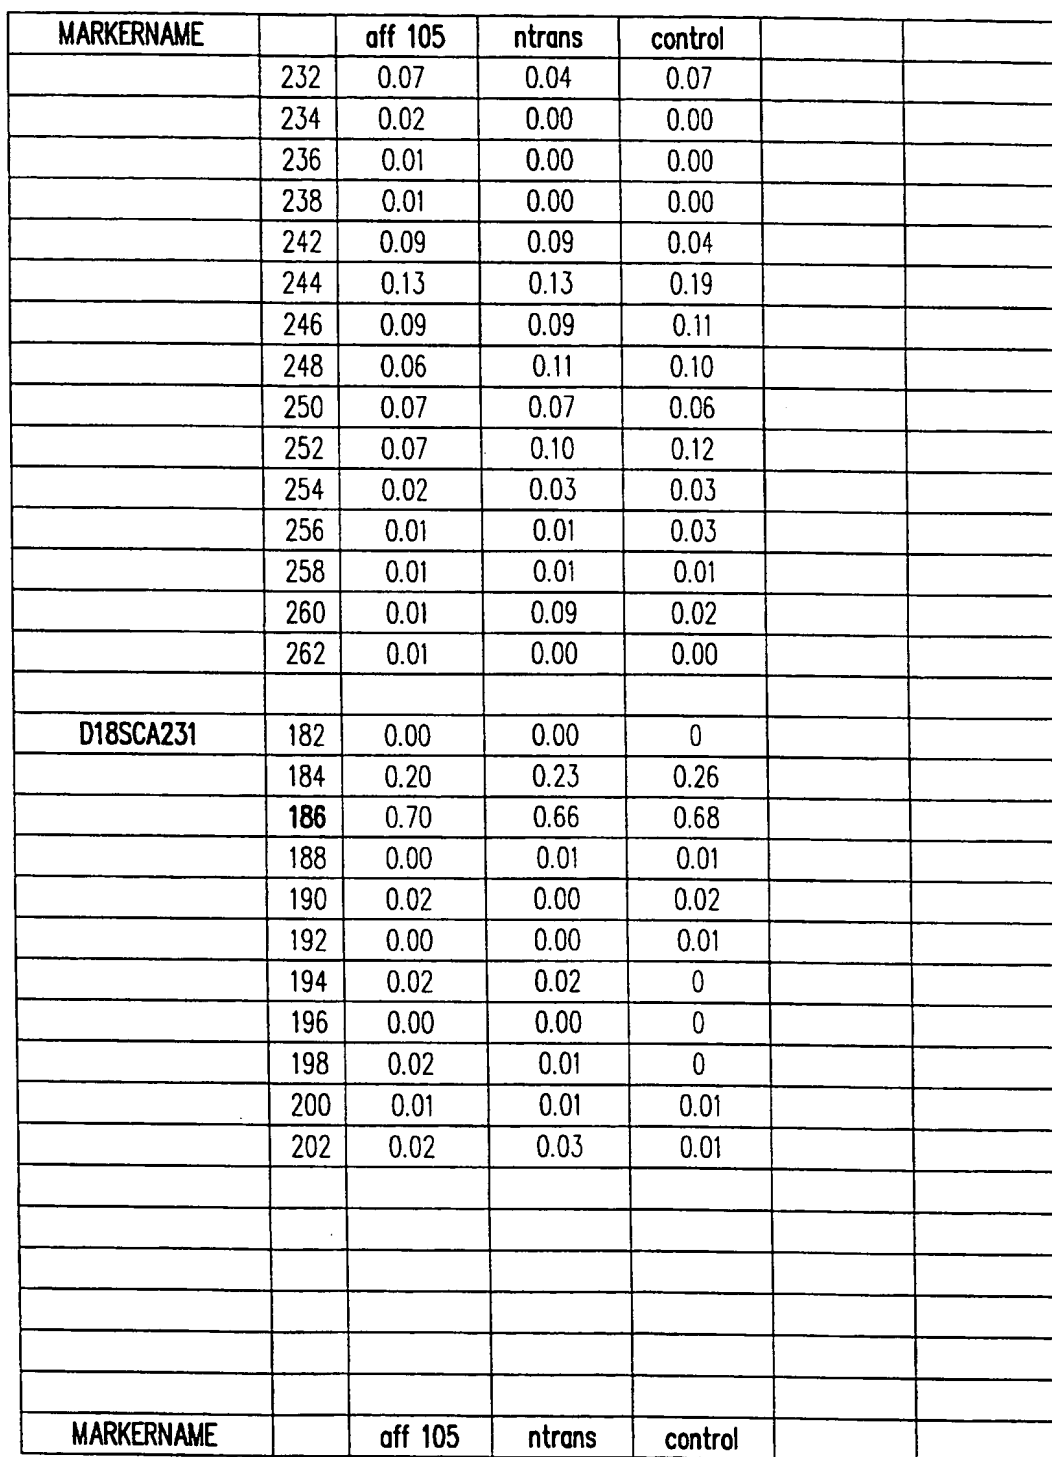 MARKERNAME aff 105 ntrans control
232 0.07 0.04 0.07
234 0.02 0.00 0.00
236 0.01 0.00 0.00
238 0.01 0.00 0.00
242 0.09 0.09 0.04
244 0.13 0.13 0.19
246 0.09 0.09 0.11
248 0.06 0.11 0.10
250 0.07 0.07 0.06
252 0.07 0.10 0.12
254 0.02 0.03 0.03
256 0.01 0.01 0.03
258 0.01 0.01 0.01
260 0.01 0.09 0.02
262 0.01 0.00 0.00
D18SCA231 182 0.00 0.00 0
184 0.20 0.23 0.26
186 0.70 0.66 0.68
188 0.00 0.01 0.01
190 0.02 0.00 0.02
192 0.00 0.00 0.01
194 0.02 0.02 0
196 0.00 0.00 0
198 0.02 0.01 0
200 0.01 0.01 0.01
202 0.02 0.03 0.01
MARKERNAME aff 105 ntrans control